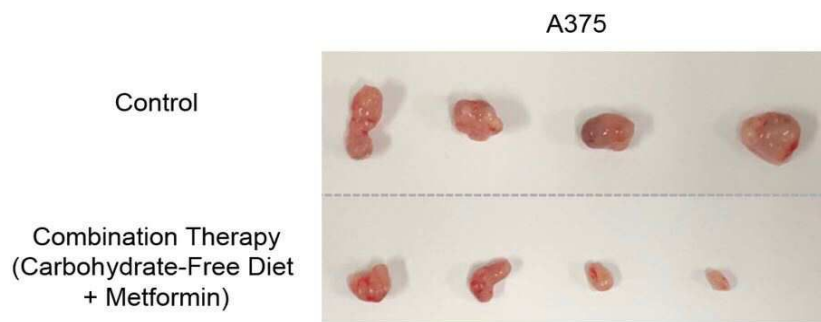 A375
Control
Combination Therapy
(Carbohydrate-Free Diet
+ Metformin)